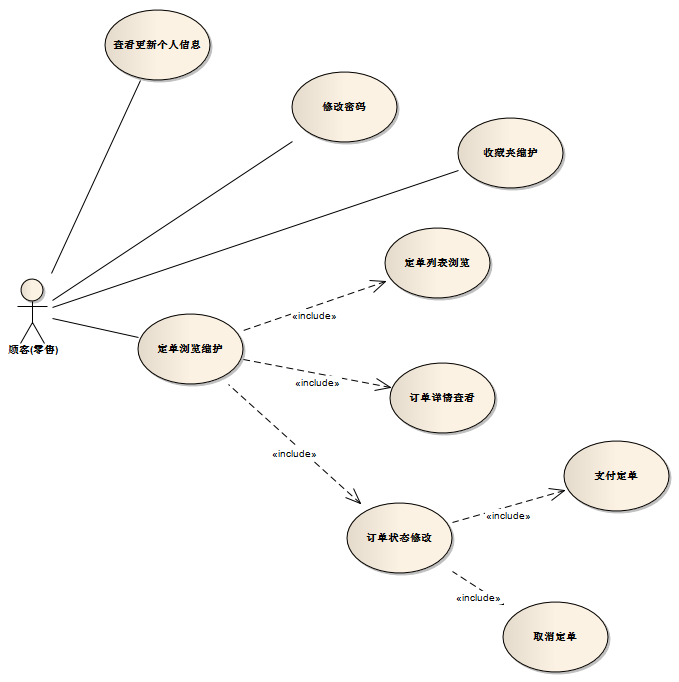 查看更新个人信息
修改密码
收藏夹维护
定单列表浏览
«include»
顾客(零售)
定单浏览维护
«include»
订单详情查看
«include»
支付定单
«include»
订单状态修改
«include»
取消定单